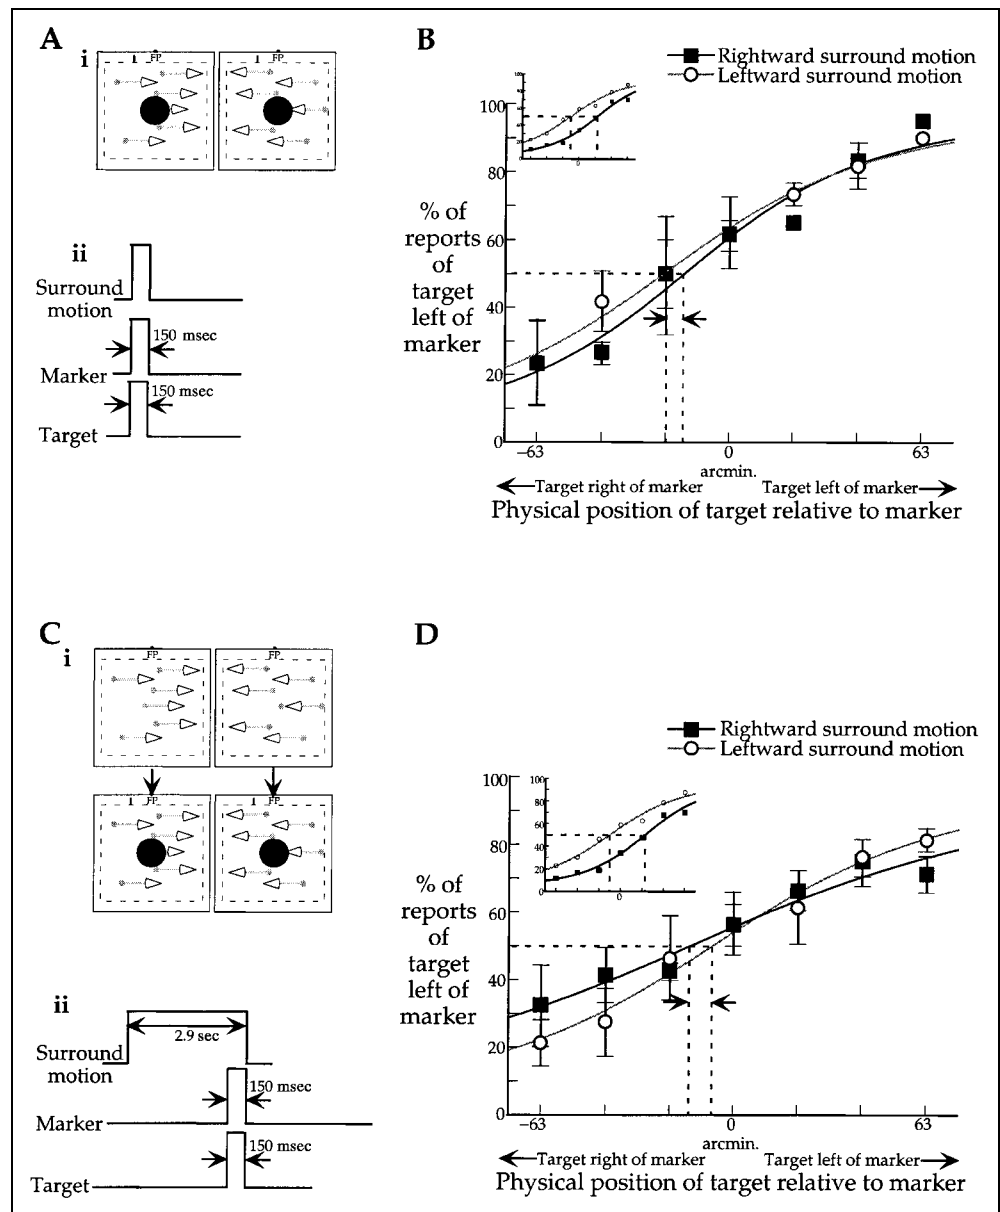 A
i
FP
FP
ii
Surround
motion
150 msec
Marker
150 msec
Target
B
Rightward surround motion
Leftward surround motion
0
100
80
60
40
20
0
% of
reports
of
target
left of
marker
−63
0
63
arcmin.
Target right of marker
Target left of marker
Physical position of target relative to marker
C
i
FP
FP
FP
FP
ii
2.9 sec
Surround
motion
150 msec
Marker
150 msec
Target
D
Rightward surround motion
Leftward surround motion
100
80
60
40
20
0
0
100
80
60
40
20
0
% of
reports
of
target
left of
marker
−63
0
63
arcmin.
Target right of marker
Target left of marker
Physical position of target relative to marker